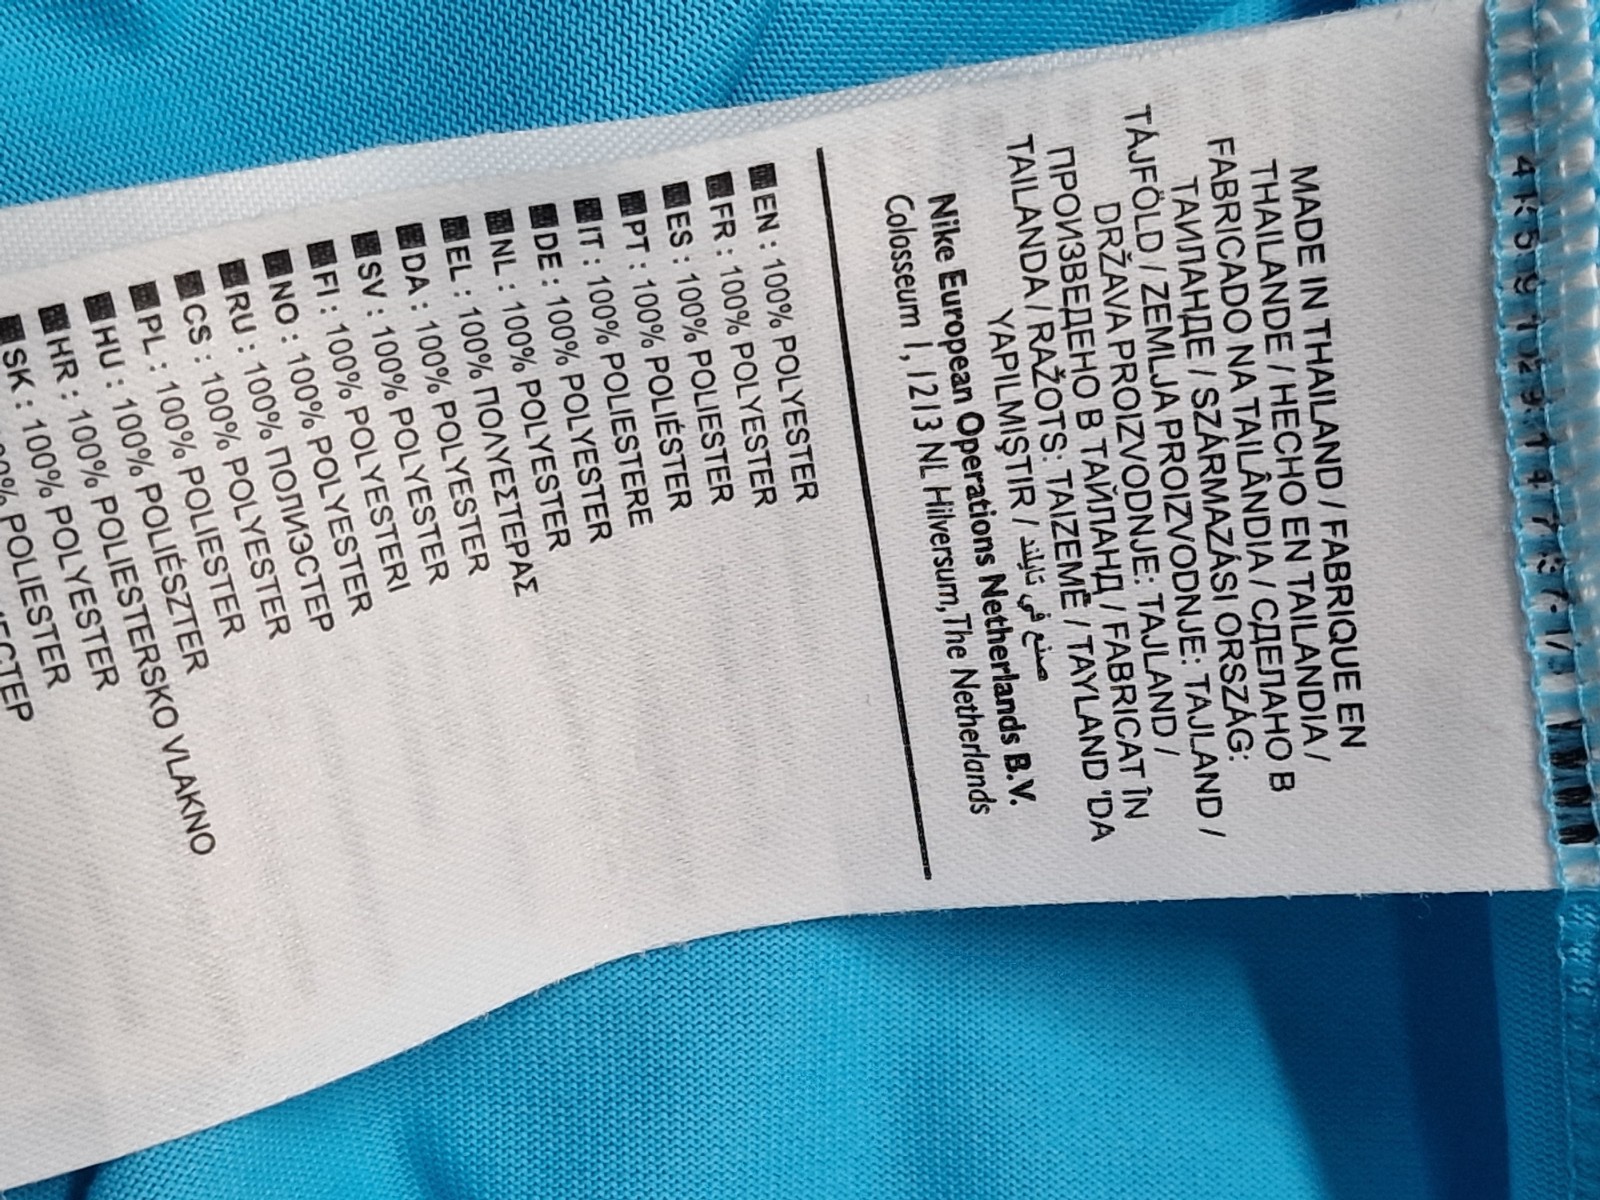 MADE IN THAILAND / FABRIQUE EN
THAILANDE / HECHO EN TAILANDIA /
FABRICADO NA TAILÂNDIA / СДЕЛАНО В
ТАИЛАНДЕ / SZÁRMAZÁSI ORSZÁG:
TÁJFÖLD / ZEMLJA PROIZVODNJE: TAJLAND /
DRŽAVA PROIZVODNJE: TAJLAND /
ПРОИЗВЕДЕНО В ТАЙЛАНД / FABRICAT ÎN
TAILANDA / RAŽOTS: TAIZEMĒ / TAYLAND 'DA
YAPILMIŞTIR / صنع في تايلند
Nike European Operations Netherlands B.V.
Colosseum 1, 1213 NL Hilversum, The Netherlands
EN : 100% POLYESTER
FR : 100% POLYESTER
ES : 100% POLIESTER
PT : 100% POLIÉSTER
IT : 100% POLIESTERE
DE : 100% POLYESTER
NL : 100% POLYESTER
EL : 100% ΠΟΛΥΕΣΤΕΡΑΣ
DA : 100% POLYESTER
SV : 100% POLYESTER
FI : 100% POLYESTERI
NO : 100% POLYESTER
RU : 100% ПОЛИЭСТЕР
CS : 100% POLYESTER
PL : 100% POLIESTER
HU : 100% POLIÉSZTER
HR : 100% POLIESTERSKO VLAKNO
SK : 100% POLYESTER
POLIESTER